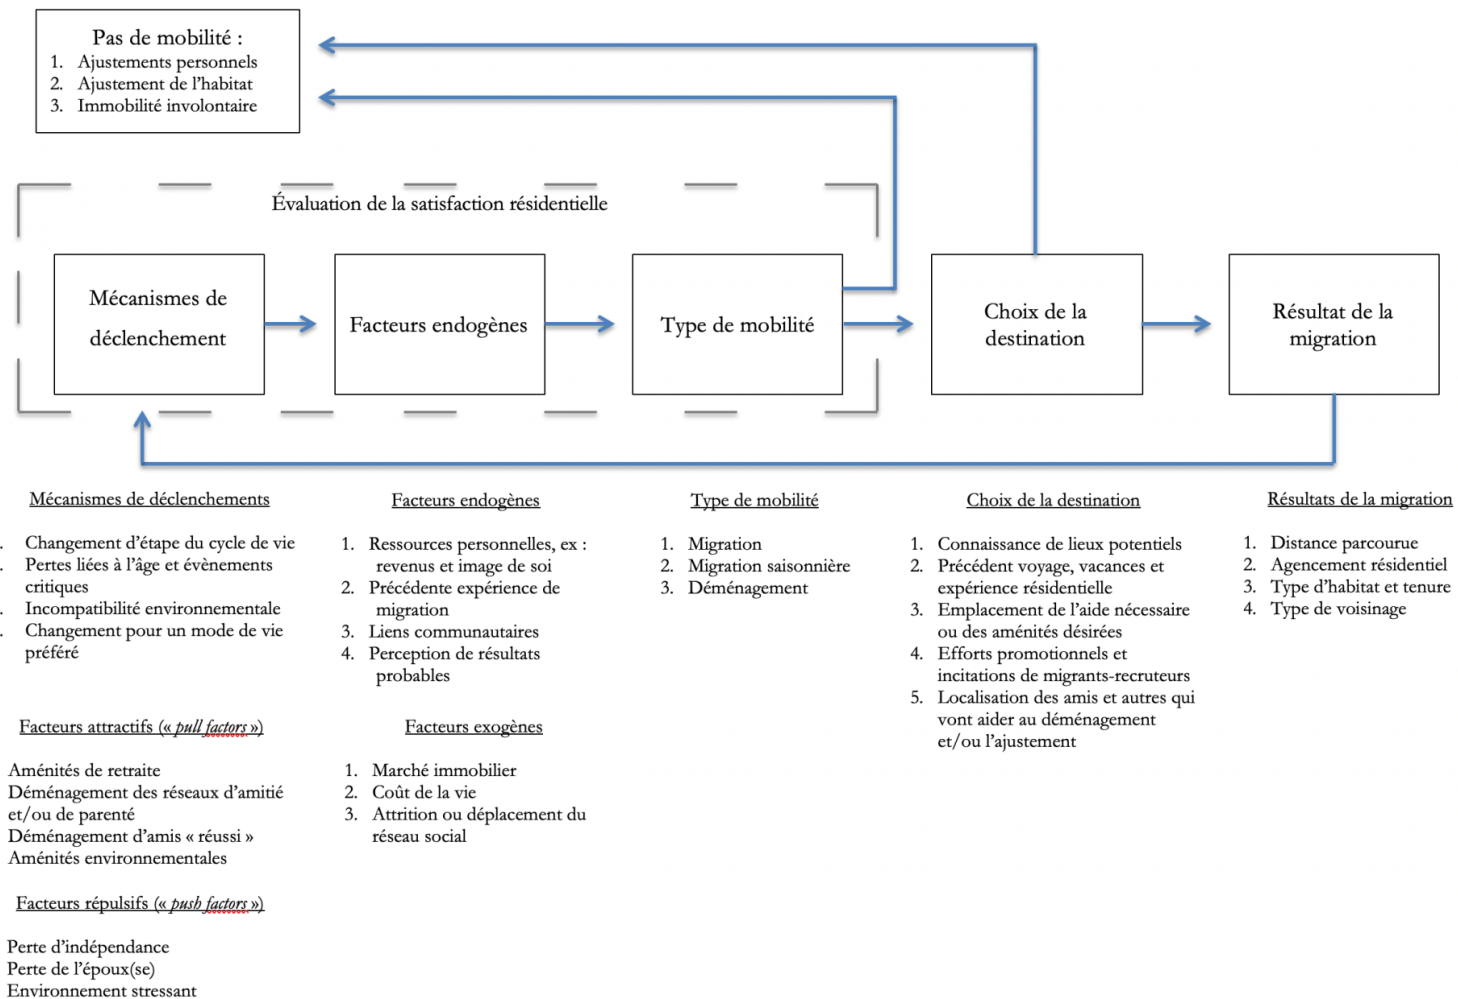 Pas de mobilité :
1. Ajustements personnels
2. Ajustement de l'habitat
3. Immobilité involontaire
Évaluation de la satisfaction résidentielle
Mécanismes de
déclenchement
Facteurs endogènes
Type de mobilité
Choix de la
destination
Résultat de la
migration
Mécanismes de déclenchements
. Changement d'étape du cycle de vie
. Pertes liées à l'âge et évènements
critiques
. Incompatibilité environnementale
. Changement pour un mode de vie
préféré
Facteurs attractifs (« pull factors »)
Aménités de retraite
Déménagement des réseaux d'amitié
et/ou de parenté
Déménagement d'amis « réussi »
Aménités environnementales
Facteurs répulsifs (« push factors »)
Perte d'indépendance
Perte de l'époux(se)
Environnement stressant
Facteurs endogènes
1. Ressources personnelles, ex :
revenus et image de soi
2. Précédente expérience de
migration
3. Liens communautaires
4. Perception de résultats
probables
Facteurs exogènes
1. Marché immobilier
2. Coût de la vie
3. Attrition ou déplacement du
réseau social
Type de mobilité
1. Migration
2. Migration saisonnière
3. Déménagement
Choix de la destination
1. Connaissance de lieux potentiels
2. Précédent voyage, vacances et
expérience résidentielle
3. Emplacement de l'aide nécessaire
ou des aménités désirées
4. Efforts promotionnels et
incitations de migrants-recruteurs
5. Localisation des amis et autres qui
vont aider au déménagement
et/ou l'ajustement
Résultats de la migration
1. Distance parcourue
2. Agencement résidentiel
3. Type d'habitat et tenure
4. Type de voisinage